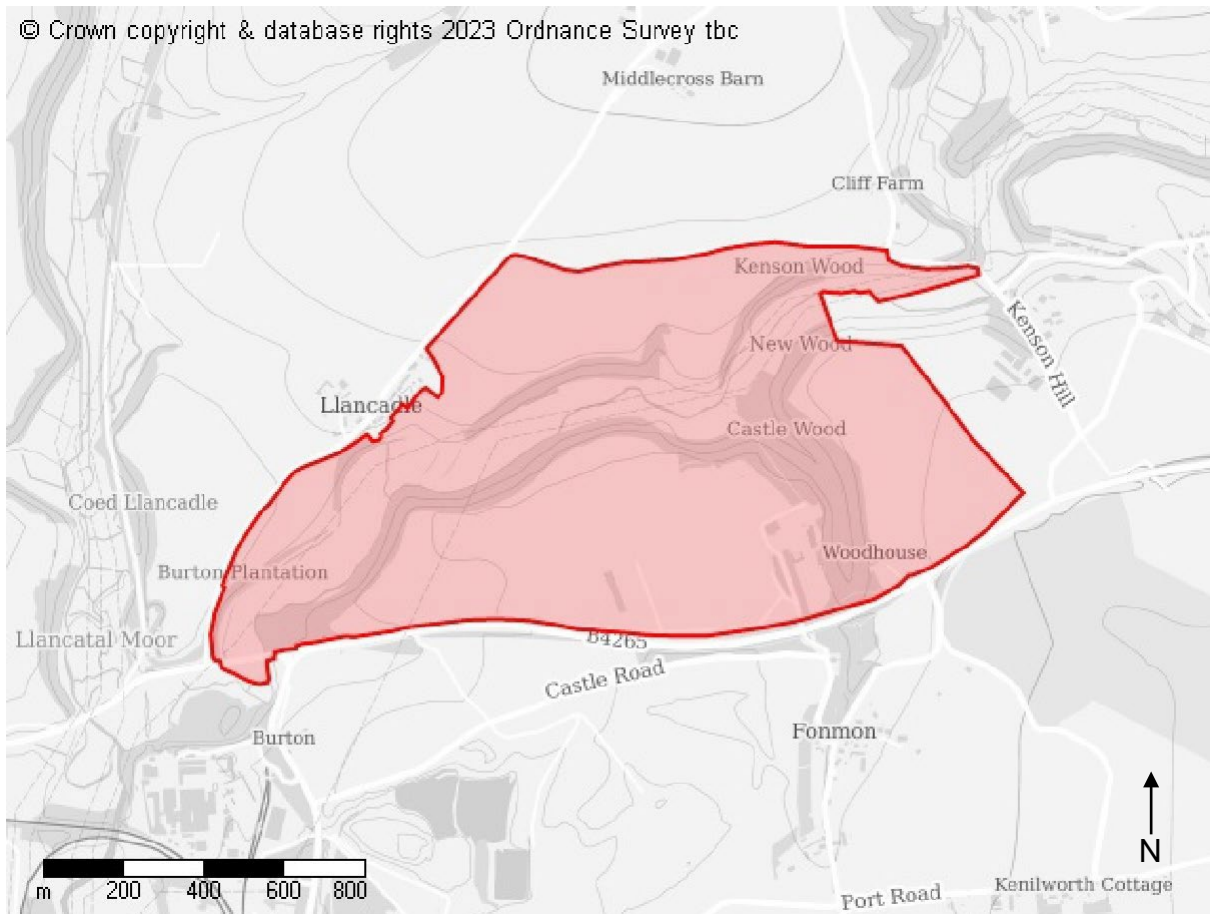 © Crown copyright & database rights 2023 Ordnance Survey tbc
Middlecross Barn
Cliff Farm
Kenson Wood
Kenson Hill
New Wood
Llancadle
Castle Wood
Coed Llancadle
Woodhouse
Burton Plantation
Llancatal Moor
B4265
Castle Road
Burton
Fonmon
N
m 200 400 600 800
Port Road
Kenilworth Cottage